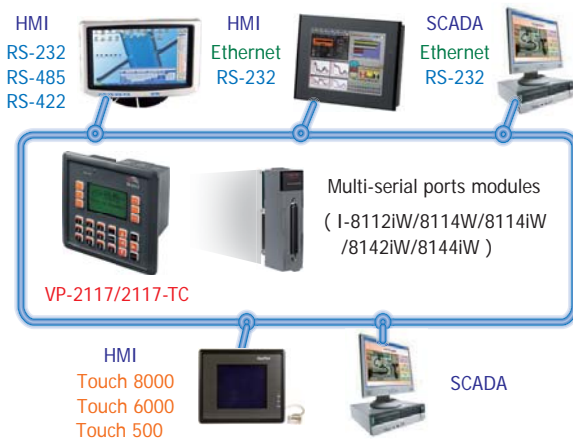 HMI
RS-232
RS-485
RS-422
HMI
Ethernet
RS-232
SCADA
Ethernet
RS-232
Multi-serial ports modules
( I-8112iW/8114W/8114iW
/8142iW/8144iW )
VP-2117/2117-TC
HMI
Touch 8000
Touch 6000
Touch 500
SCADA